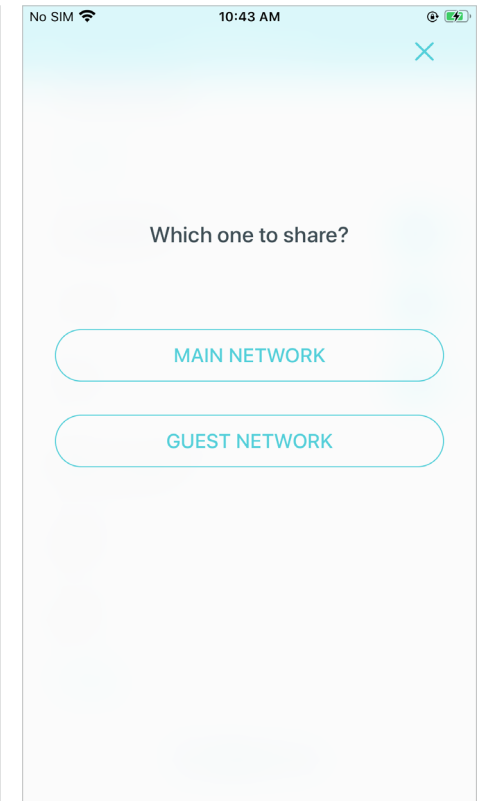 No SIM 10:43 AM
Which one to share?
MAIN NETWORK
GUEST NETWORK